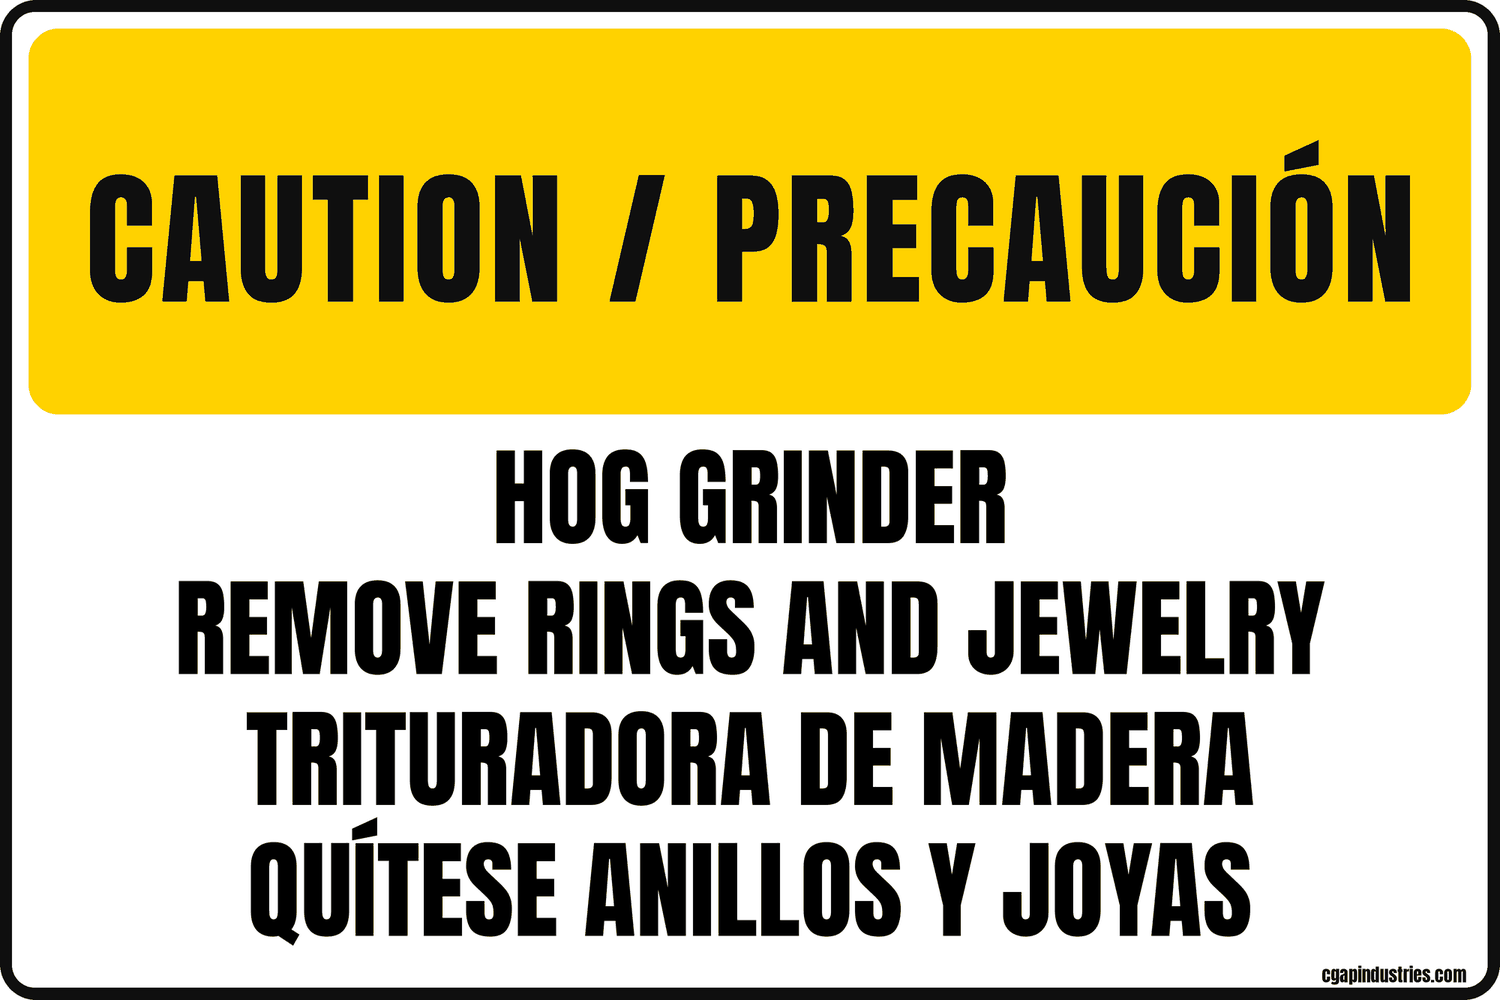 CAUTION / PRECAUCIÓN
HOG GRINDER
REMOVE RINGS AND JEWELRY
TRITURADORA DE MADERA
QUÍTESE ANILLOS Y JOYAS
cgapindustries.com